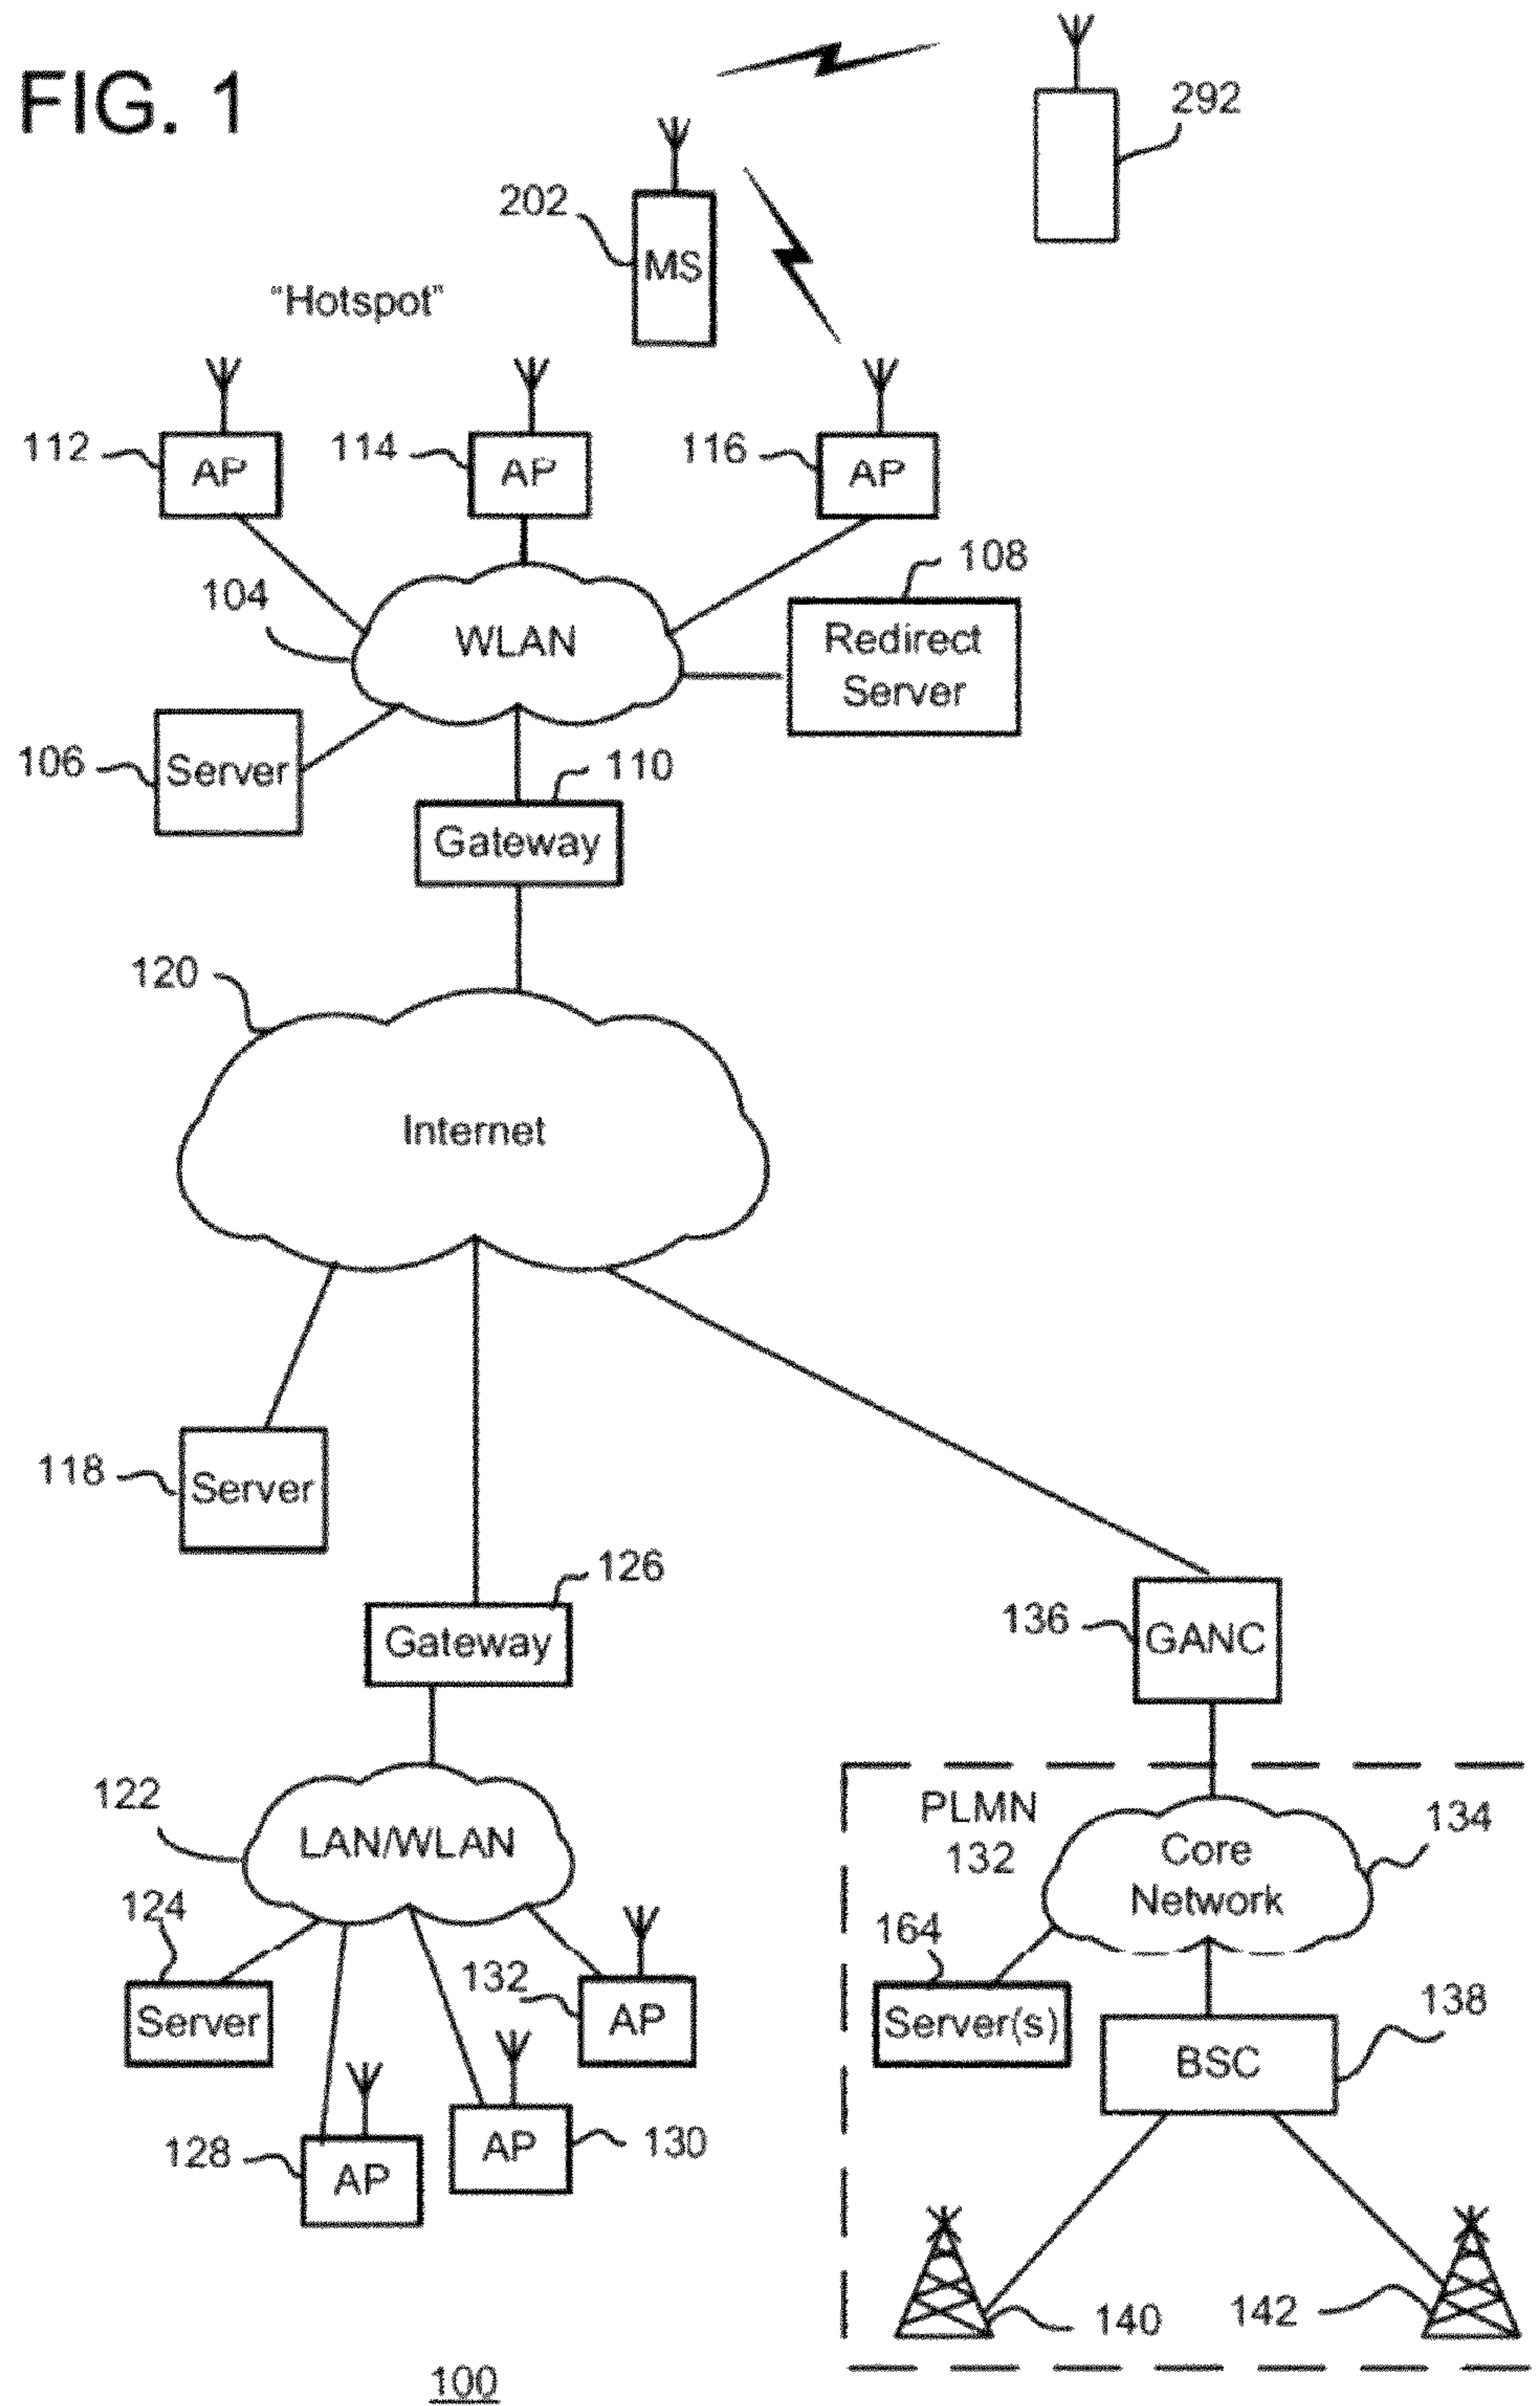 FIG. 1
292
202
MS
“Hotspot”
112
AP
114
AP
116
AP
104
WLAN
108
Redirect
Server
106
Server
110
Gateway
120
Internet
118
Server
126
Gateway
136
GANC
122
LAN/WLAN
PLMN
132
Core
Network
134
124
Server
132
AP
164
Server(s)
138
BSC
128
AP
AP
130
140
142
100